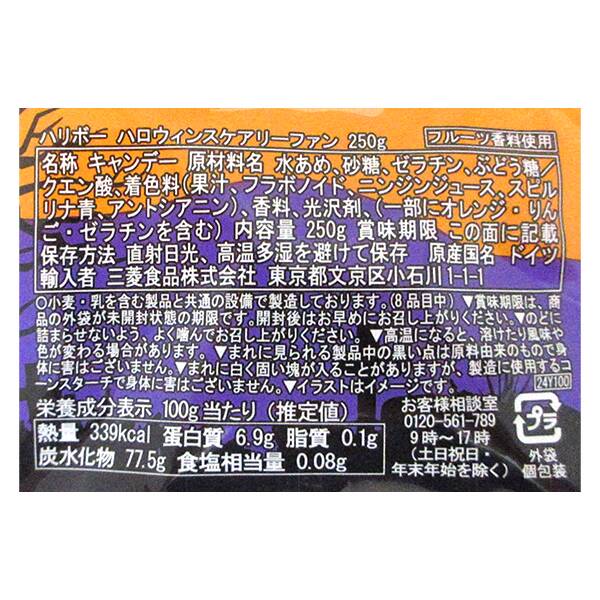 ハリボー ハロウィンスケアリーファン 250g フルーツ香料使用
名称 キャンデー 原材料名 水あめ、砂糖、ゼラチン、ぶどう糖／
クエン酸、着色料(果汁、フラボノイド、ニンジンジュース、スピル
リナ青、アントシアニン)、香料、光沢剤、(一部にオレンジ・りん
ご・ゼラチンを含む) 内容量 250g 賞味期限 この面に記載
保存方法 直射日光、高温多湿を避けて保存 原産国名 ドイツ
輸入者 三菱食品株式会社 東京都文京区小石川1-1-1
○小麦・乳を含む製品と共通の設備で製造しております。(8品目中) ▼賞味期限は、商
品の外袋が未開封状態の期限です。開封後はお早めにお召し上がりください。▼のどに
詰まらせないよう、よく噛んでお召し上がりください。▼高温になると、溶けたり風味や
色が変わる場合があります。▼まれに見られる製品中の黒い点は原料由来のもので身
体に害はございません。▼まれに白く固い塊が入ることがありますが、製造に使用するコ
ーンスターチで身体に害はございません。▼イラストはイメージです。 24Y100
栄養成分表示 100g当たり (推定値)
熱量 339kcal 蛋白質 6.9g 脂質 0.1g
炭水化物 77.5g 食塩相当量 0.08g
お客様相談室
0120-561-789
9時～17時
(土日祝日・
年末年始を除く)
プラ
外袋
個包装